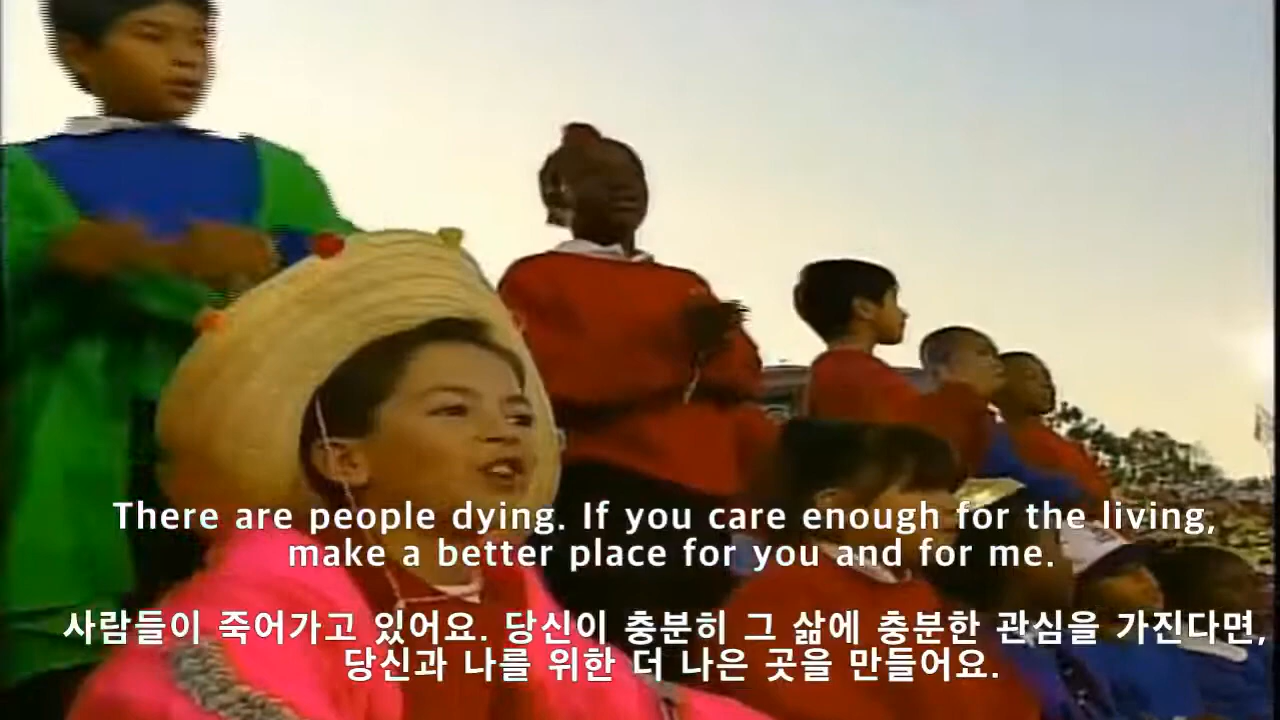 There are people dying. If you care enough for the living,
make a better place for you and for me.
사람들이 죽어가고 있어요. 당신이 충분히 그 삶에 충분한 관심을 가진다면,
당신과 나를 위한 더 나은 곳을 만들어요.